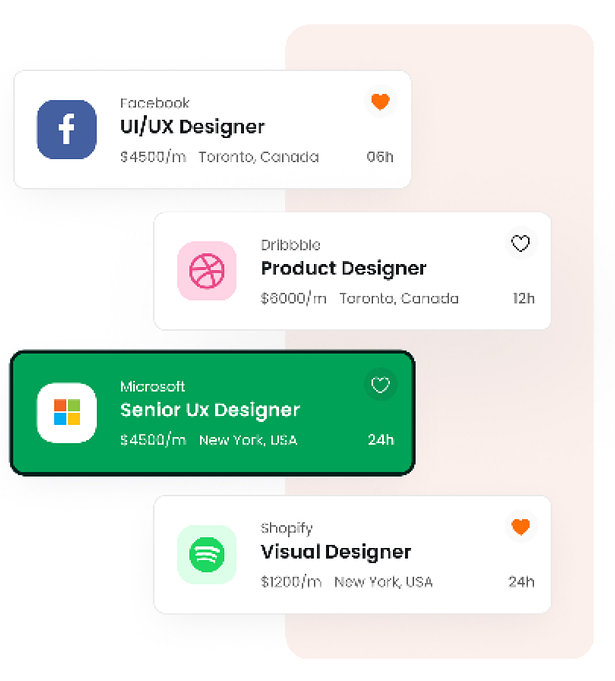 Facebook
UI/UX Designer
$4500/m Toronto, Canada 06h
Dribbble
Product Designer
$6000/m Toronto, Canada 12h
Microsoft
Senior Ux Designer
$4500/m New York, USA 24h
Shopify
Visual Designer
$1200/m New York, USA 24h